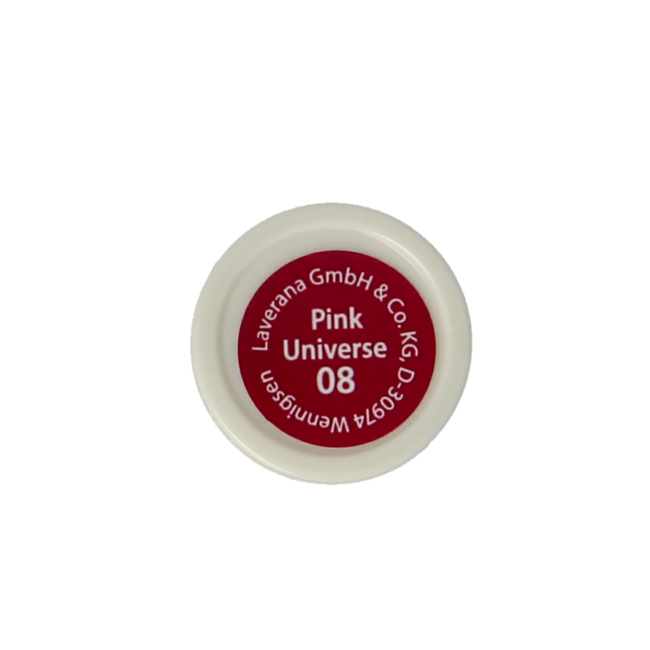 Laverana GmbH & Co. KG, D-30974 Wennigsen
Pink
Universe
08